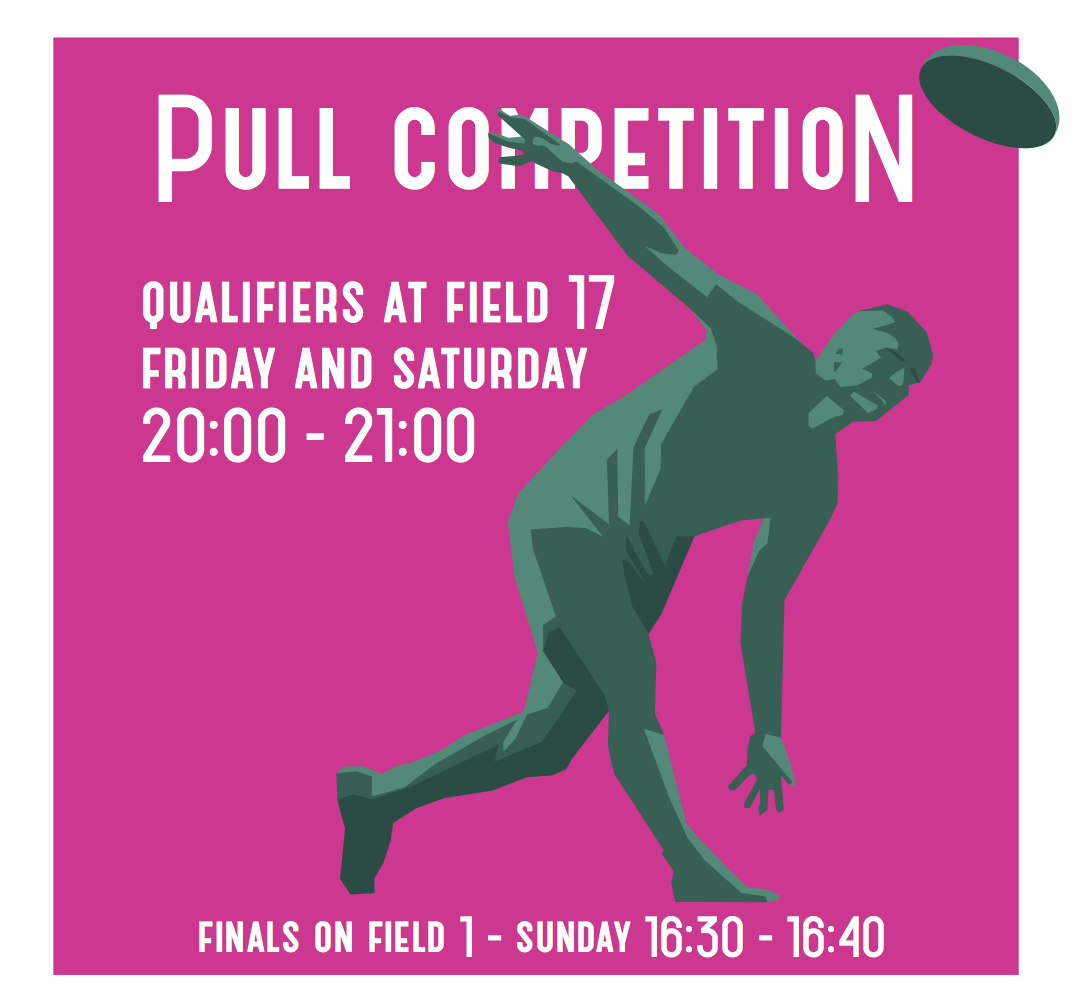 PULL COMPETITION
QUALIFIERS AT FIELD 17
FRIDAY AND SATURDAY
20:00 - 21:00
FINALS ON FIELD 1 - SUNDAY 16:30 - 16:40